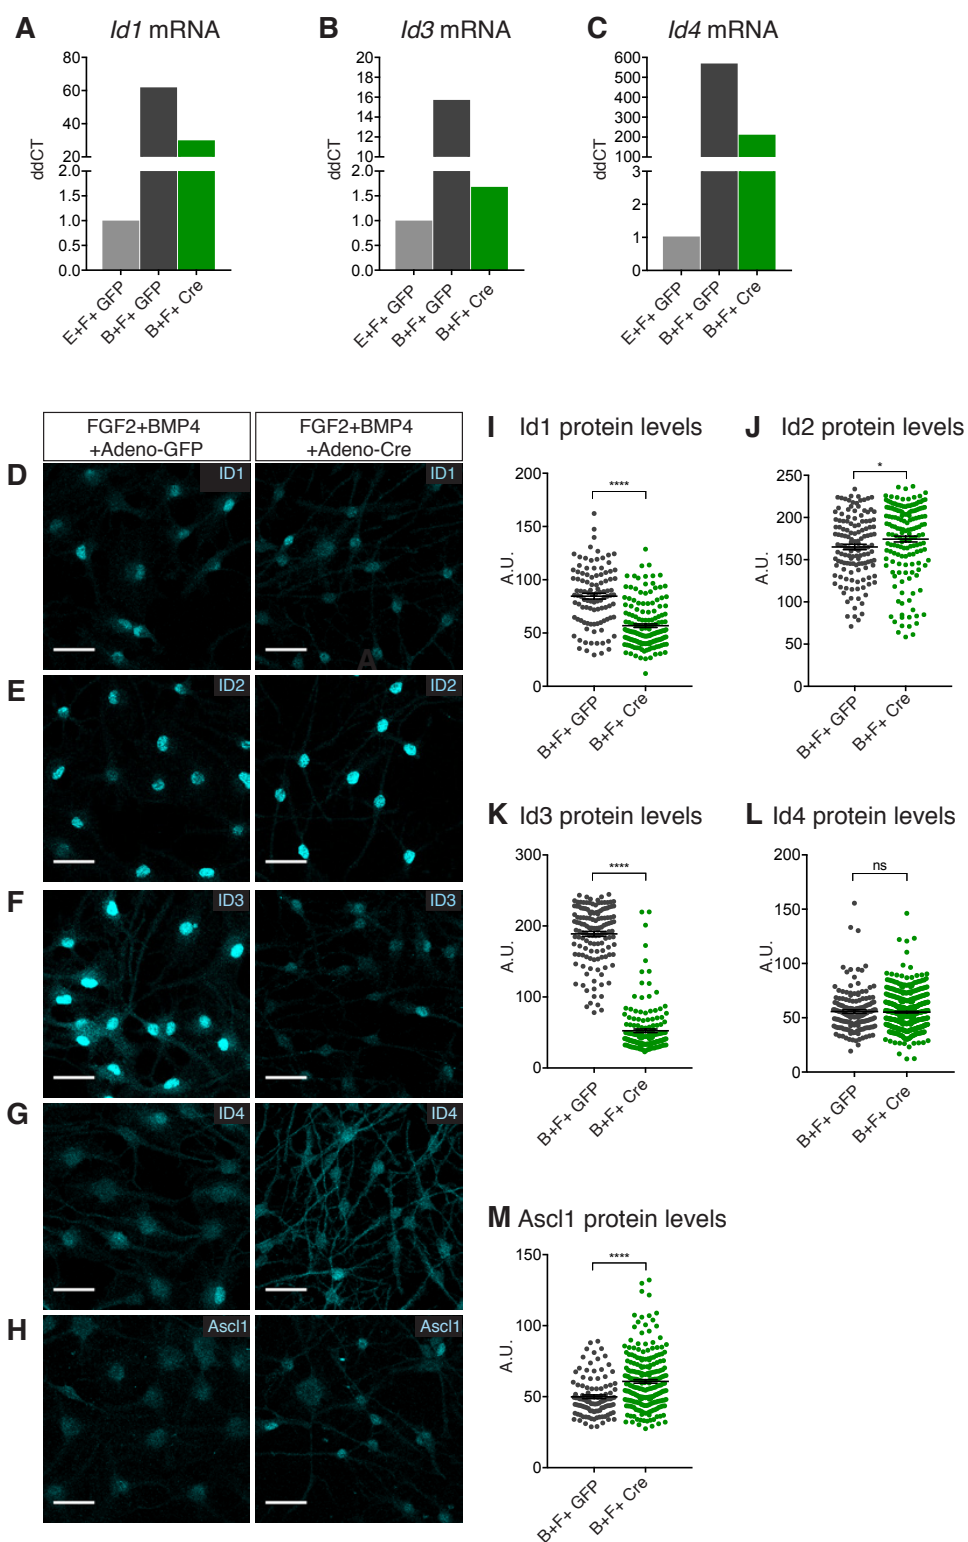 A Id1 mRNA
80
60
40
20
2.0
1.5
1.0
0.5
0.0
ddCT
E+F+ GFP
B+F+ GFP
B+F+ Cre
B Id3 mRNA
20
18
16
14
12
10
2.0
1.5
1.0
0.5
0.0
ddCT
E+F+ GFP
B+F+ GFP
B+F+ Cre
C Id4 mRNA
600
500
400
300
200
100
3
2
1
0
ddCT
E+F+ GFP
B+F+ GFP
B+F+ Cre
FGF2+BMP4
+Adeno-GFP
FGF2+BMP4
+Adeno-Cre
D
ID1
ID1
A
E
ID2
ID2
F
ID3
ID3
G
ID4
ID4
H
Ascl1
Ascl1
I Id1 protein levels
200
150
100
50
0
A.U.
****
B+F+ GFP
B+F+ Cre
J Id2 protein levels
250
200
150
100
50
0
A.U.
*
B+F+ GFP
B+F+ Cre
K Id3 protein levels
300
200
100
0
A.U.
****
B+F+ GFP
B+F+ Cre
L Id4 protein levels
200
150
100
50
0
A.U.
ns
B+F+ GFP
B+F+ Cre
M Ascl1 protein levels
150
100
50
0
A.U.
****
B+F+ GFP
B+F+ Cre